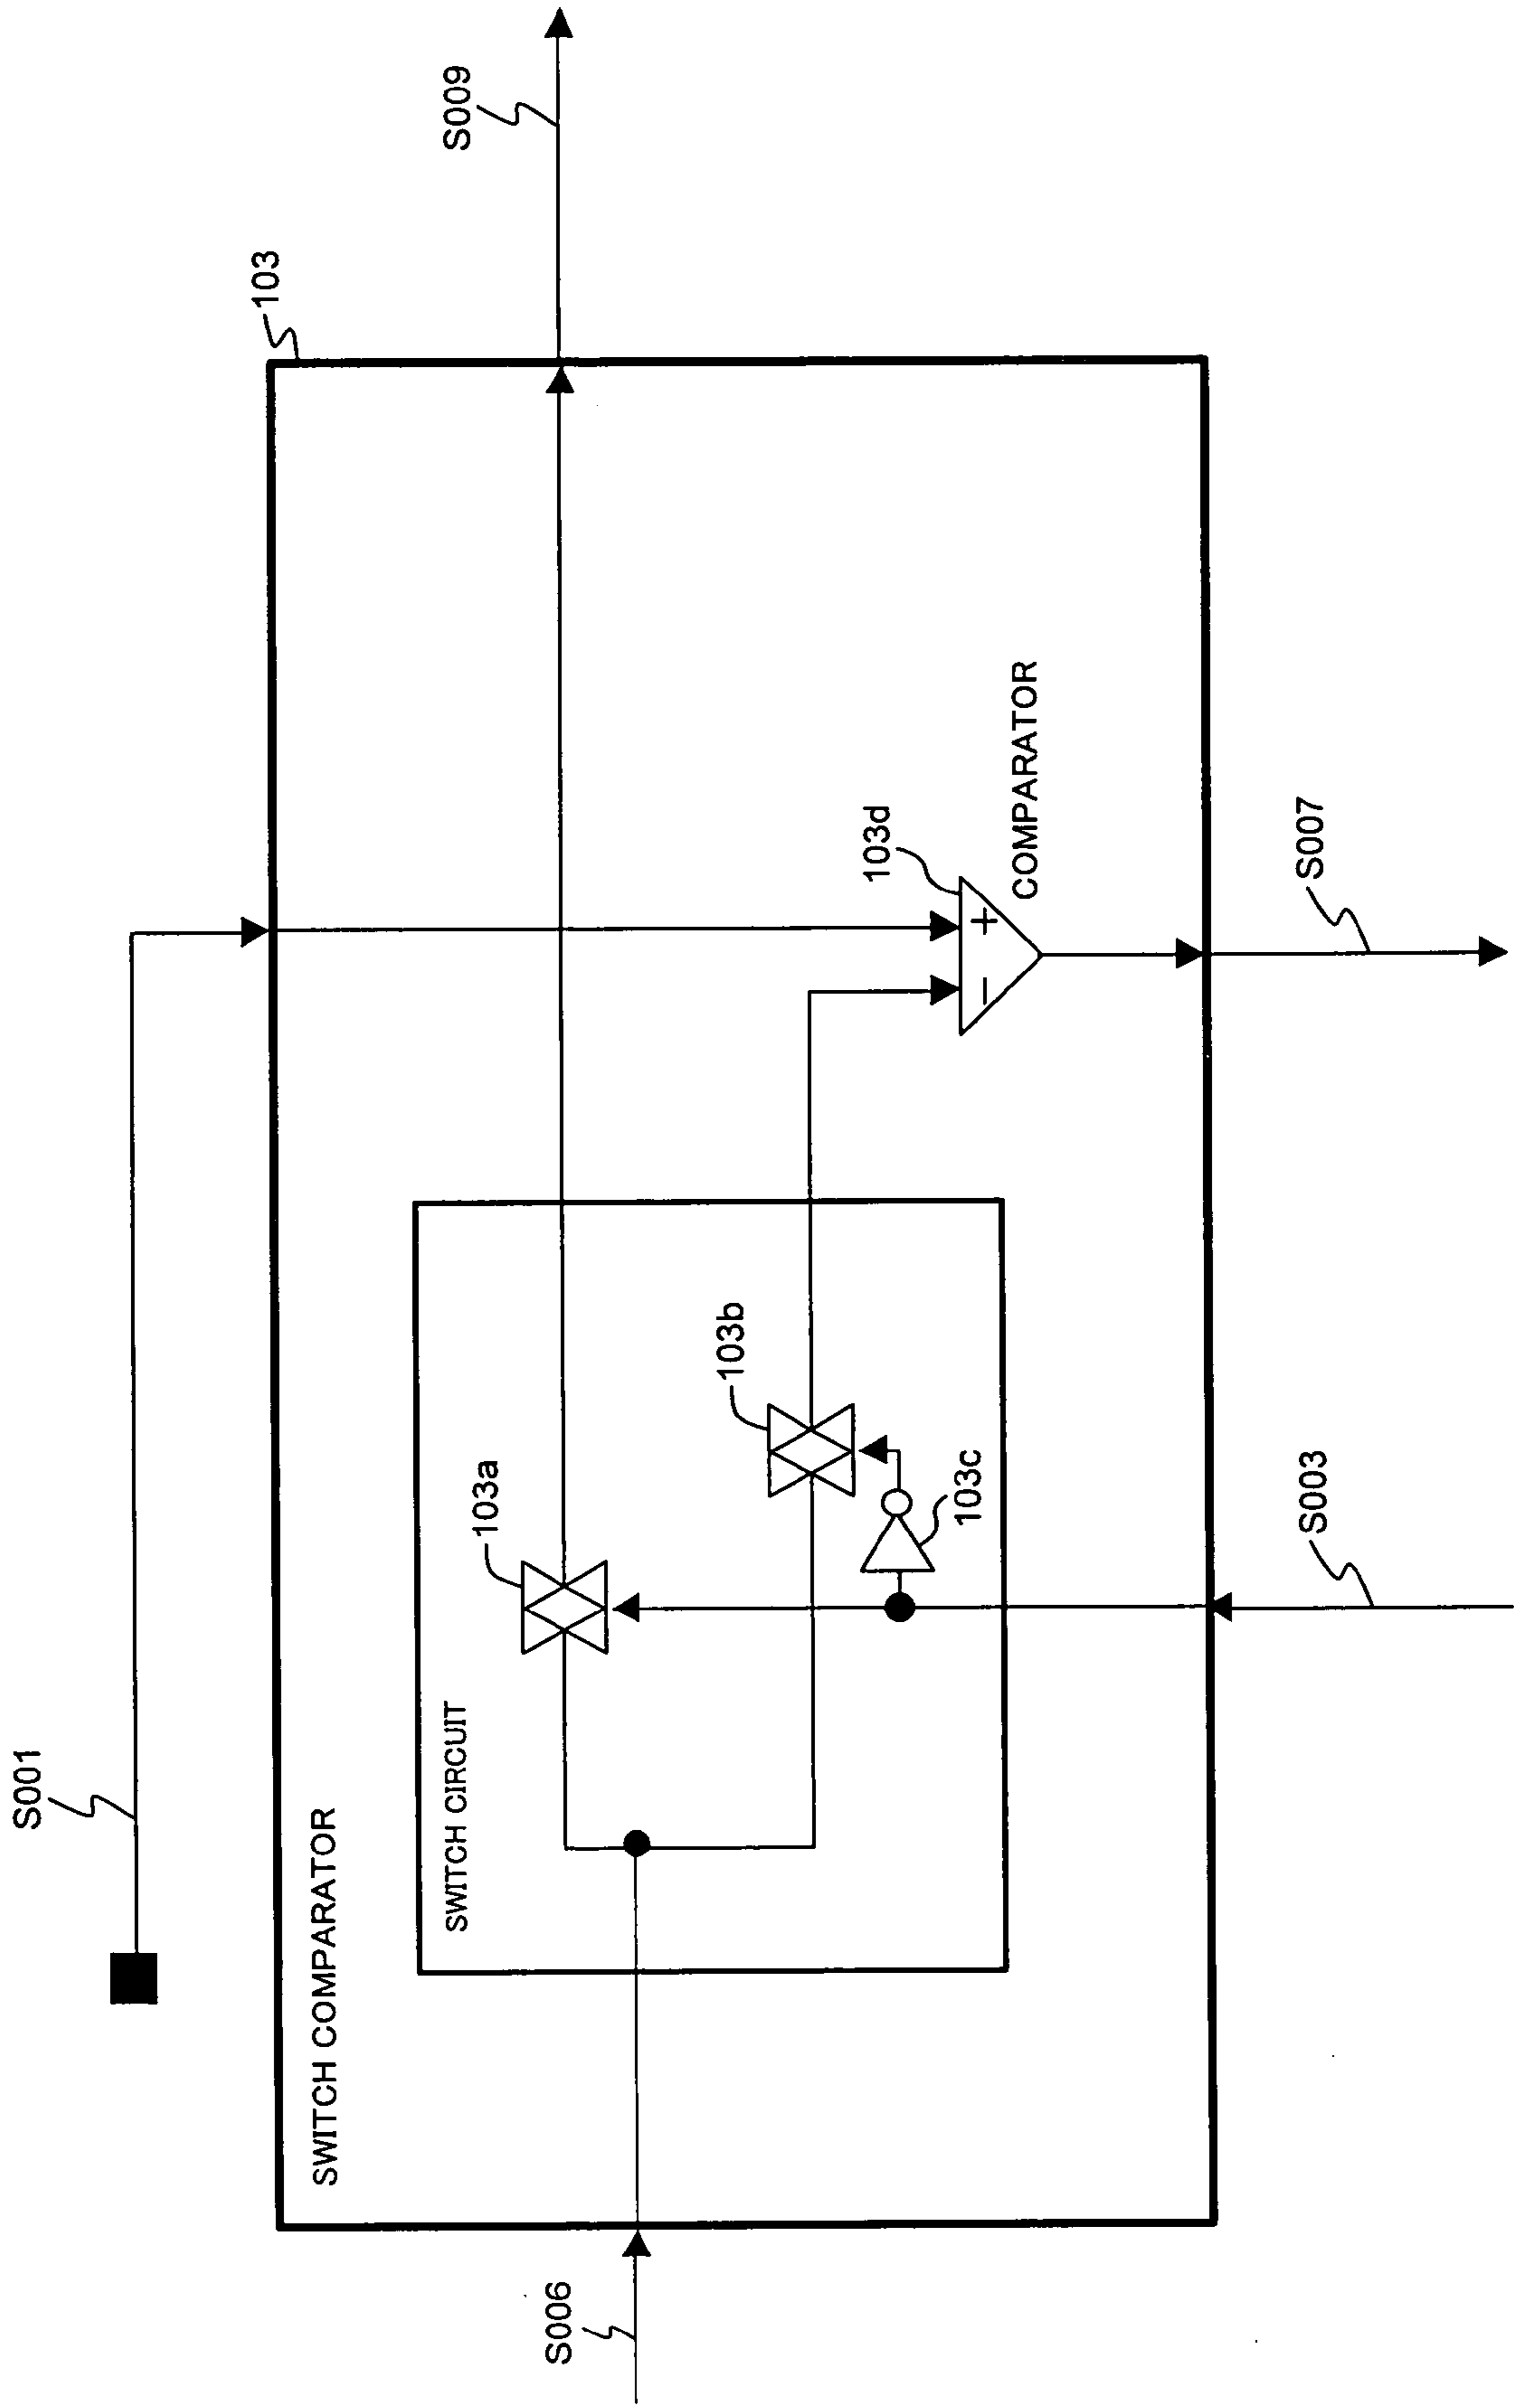 S001
S009
103
SWITCH COMPARATOR
SWITCH CIRCUIT
103a
103b
103c
103d
+
−
COMPARATOR
S006
S003
S007